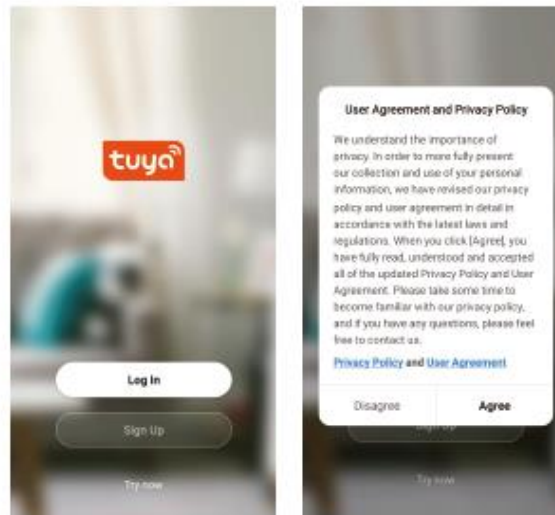 tuya
Log In
Sign Up
Try now
User Agreement and Privacy Policy
We understand the importance of
privacy. In order to more fully present
our collection and use of your personal
information, we have revised our privacy
policy and user agreement in detail in
accordance with the latest laws and
regulations. When you click [Agree], you
have fully read, understood and accepted
all of the updated Privacy Policy and User
Agreement. Please take some time to
become familiar with our privacy policy,
and if you have any questions, please feel
free to contact us.
Privacy Policy and User Agreement
Disagree
Agree
Sign Up
Try now